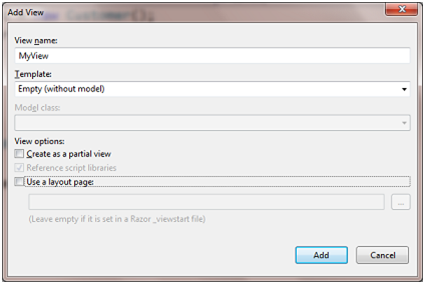 Add View
Customer();
View name:
MyView
Template:
Empty (without model)
Model class:
View options:
Create as a partial view
Reference script libraries
Use a layout page:
...
(Leave empty if it is set in a Razor _viewstart file)
Add
Cancel